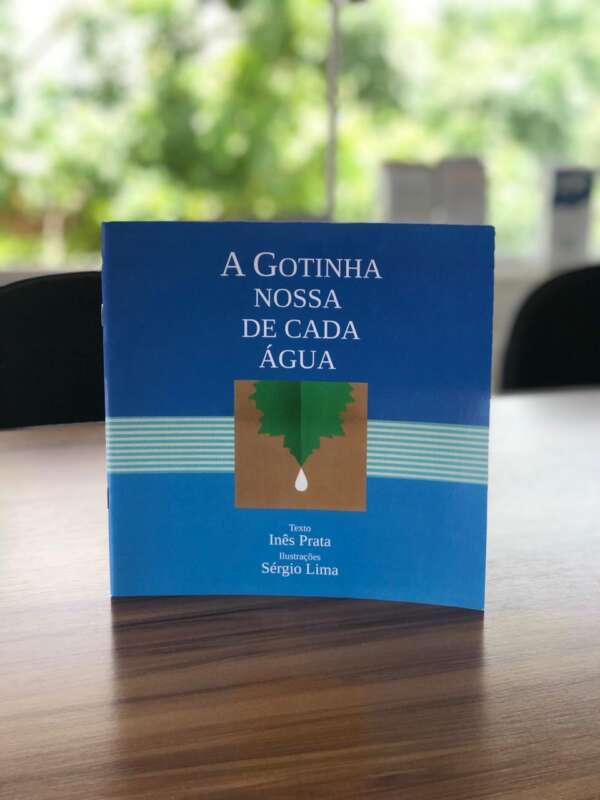 A GOTINHA
NOSSA
DE CADA
ÁGUA
Texto
Inês Prata
Ilustrações
Sérgio Lima